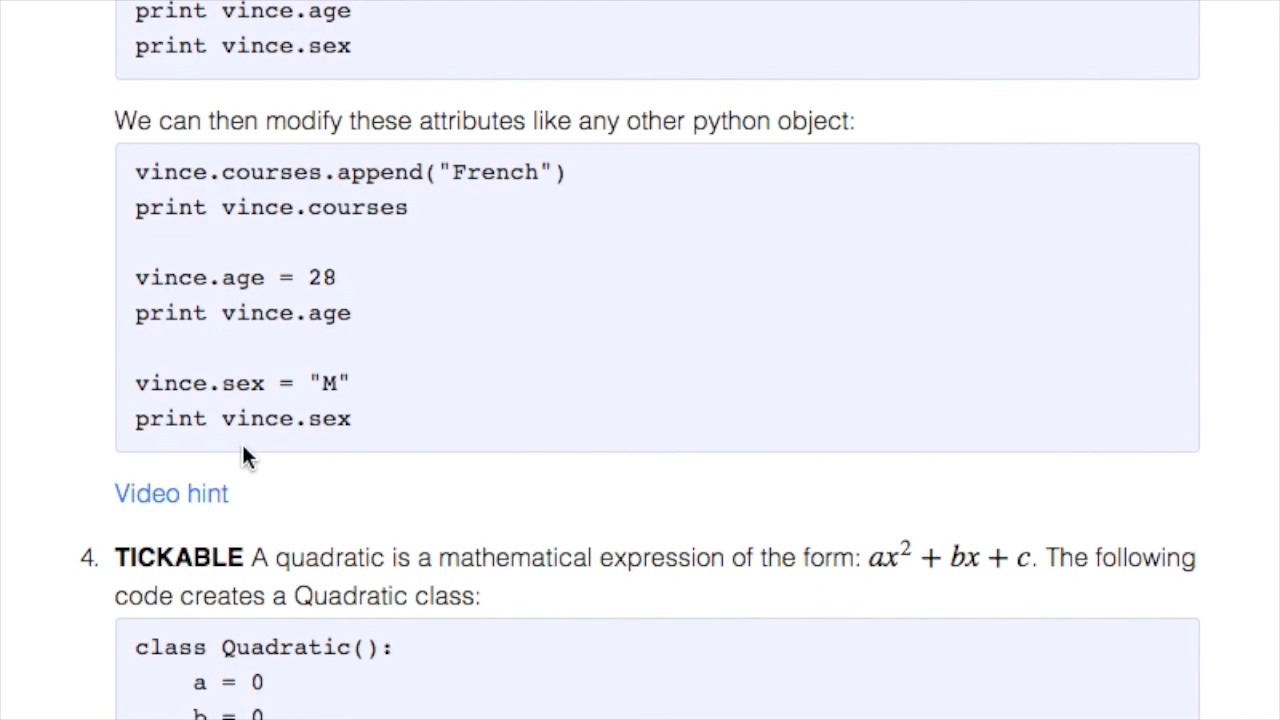 print vince.age
print vince.sex
We can then modify these attributes like any other python object:
vince.courses.append("French")
print vince.courses
vince.age = 28
print vince.age
vince.sex = "M"
print vince.sex
Video hint
4. TICKABLE A quadratic is a mathematical expression of the form: ax² + bx + c. The following
code creates a Quadratic class:
class Quadratic():
a = 0
b = 0